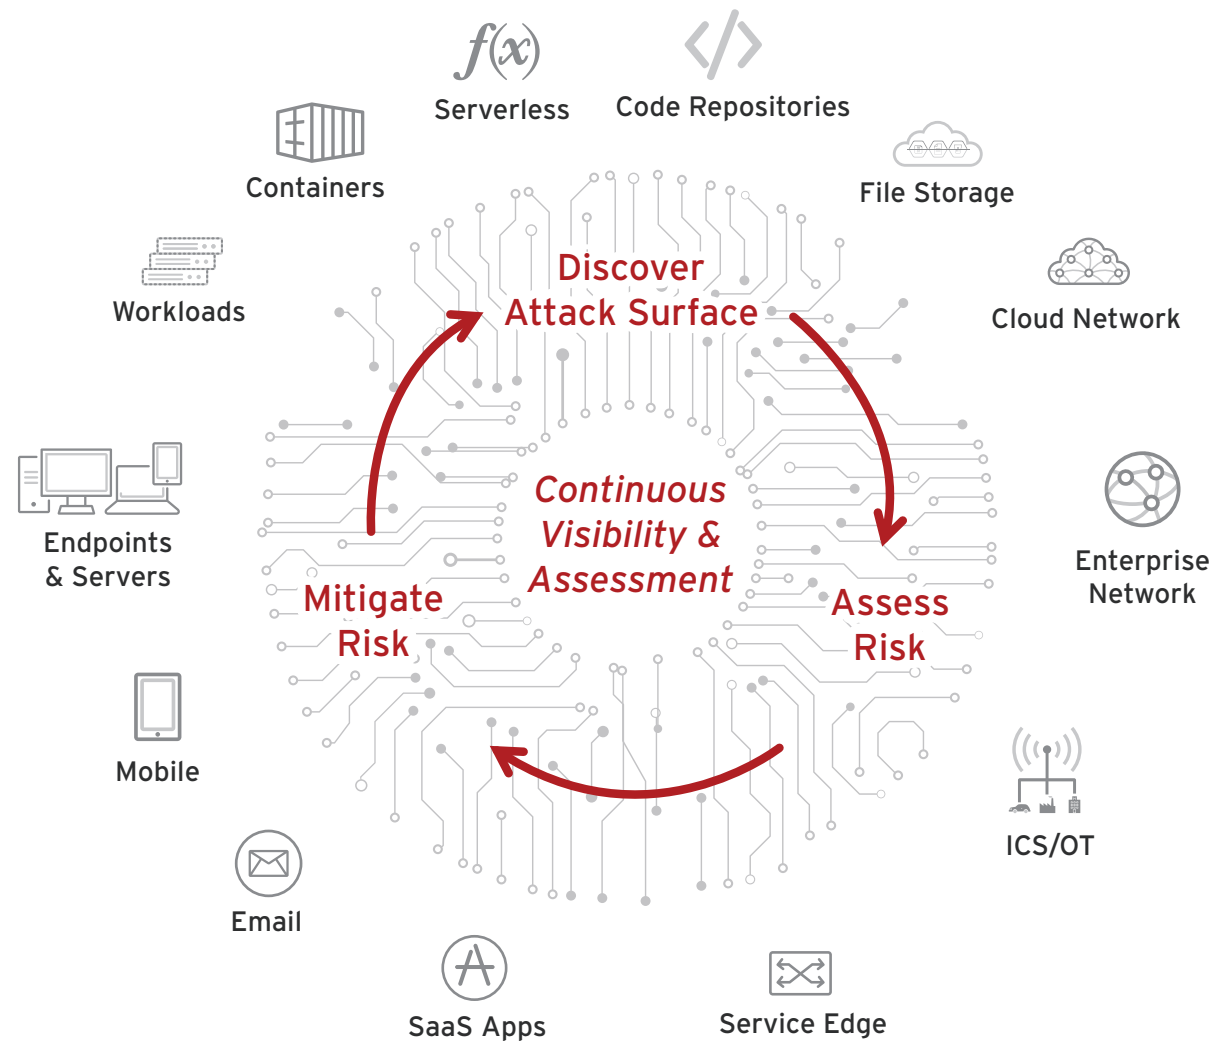 f(x)
</>
Serverless
Code Repositories
Containers
File Storage
Workloads
Cloud Network
Discover
Attack Surface
Continuous
Visibility &
Assessment
Endpoints
& Servers
Enterprise
Network
Mitigate
Risk
Assess
Risk
Mobile
ICS/OT
Email
SaaS Apps
Service Edge